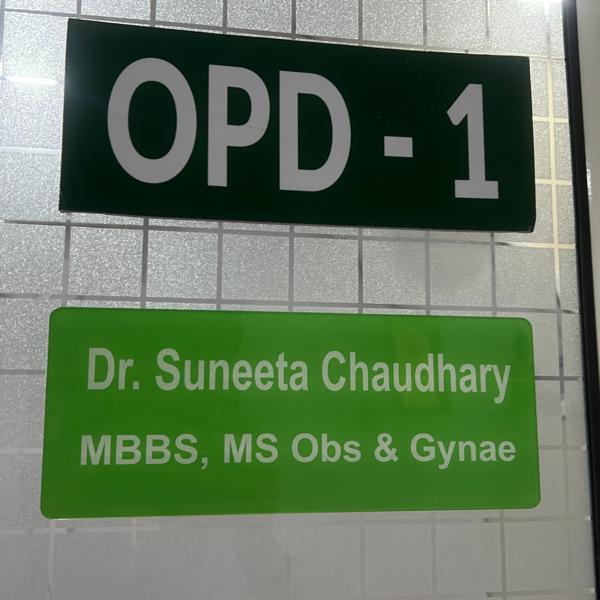 OPD - 1
Dr. Suneeta Chaudhary
MBBS, MS Obs & Gynae